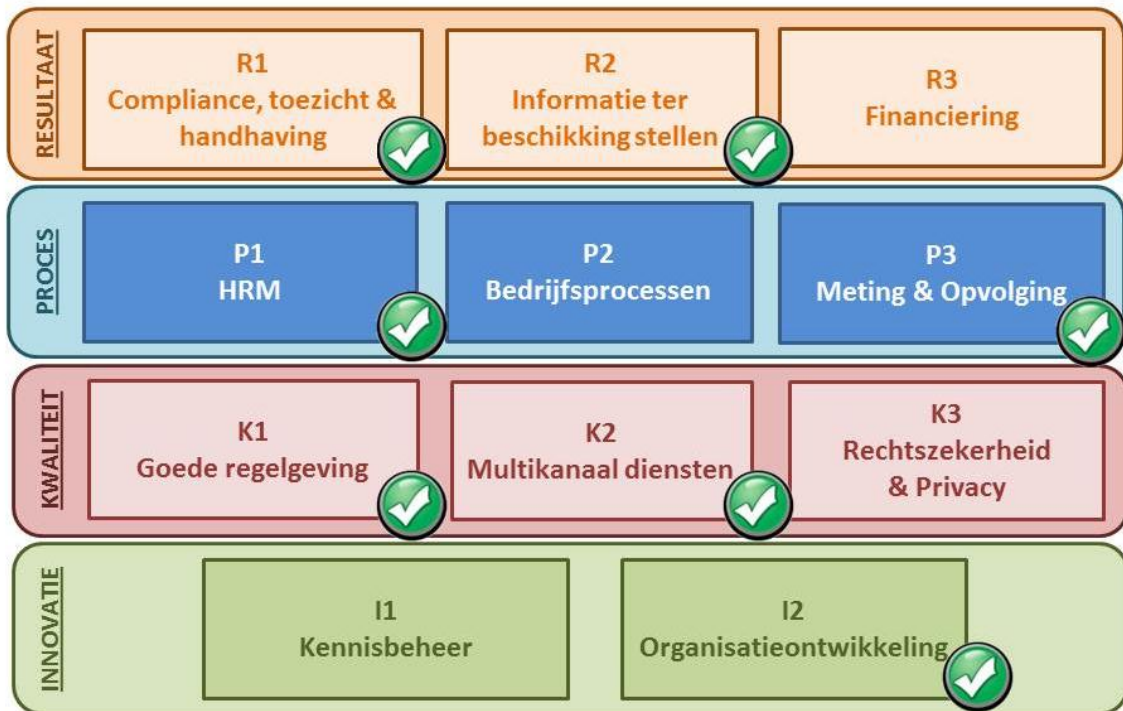 RESULTAAT
R1
Compliance, toezicht &
handhaving
R2
Informatie ter
beschikking stellen
R3
Financiering
PROCES
P1
HRM
P2
Bedrijfsprocessen
P3
Meting & Opvolging
KWALITEIT
K1
Goede regelgeving
K2
Multikanaal diensten
K3
Rechtszekerheid
& Privacy
INNOVATIE
I1
Kennisbeheer
I2
Organisatieontwikkeling